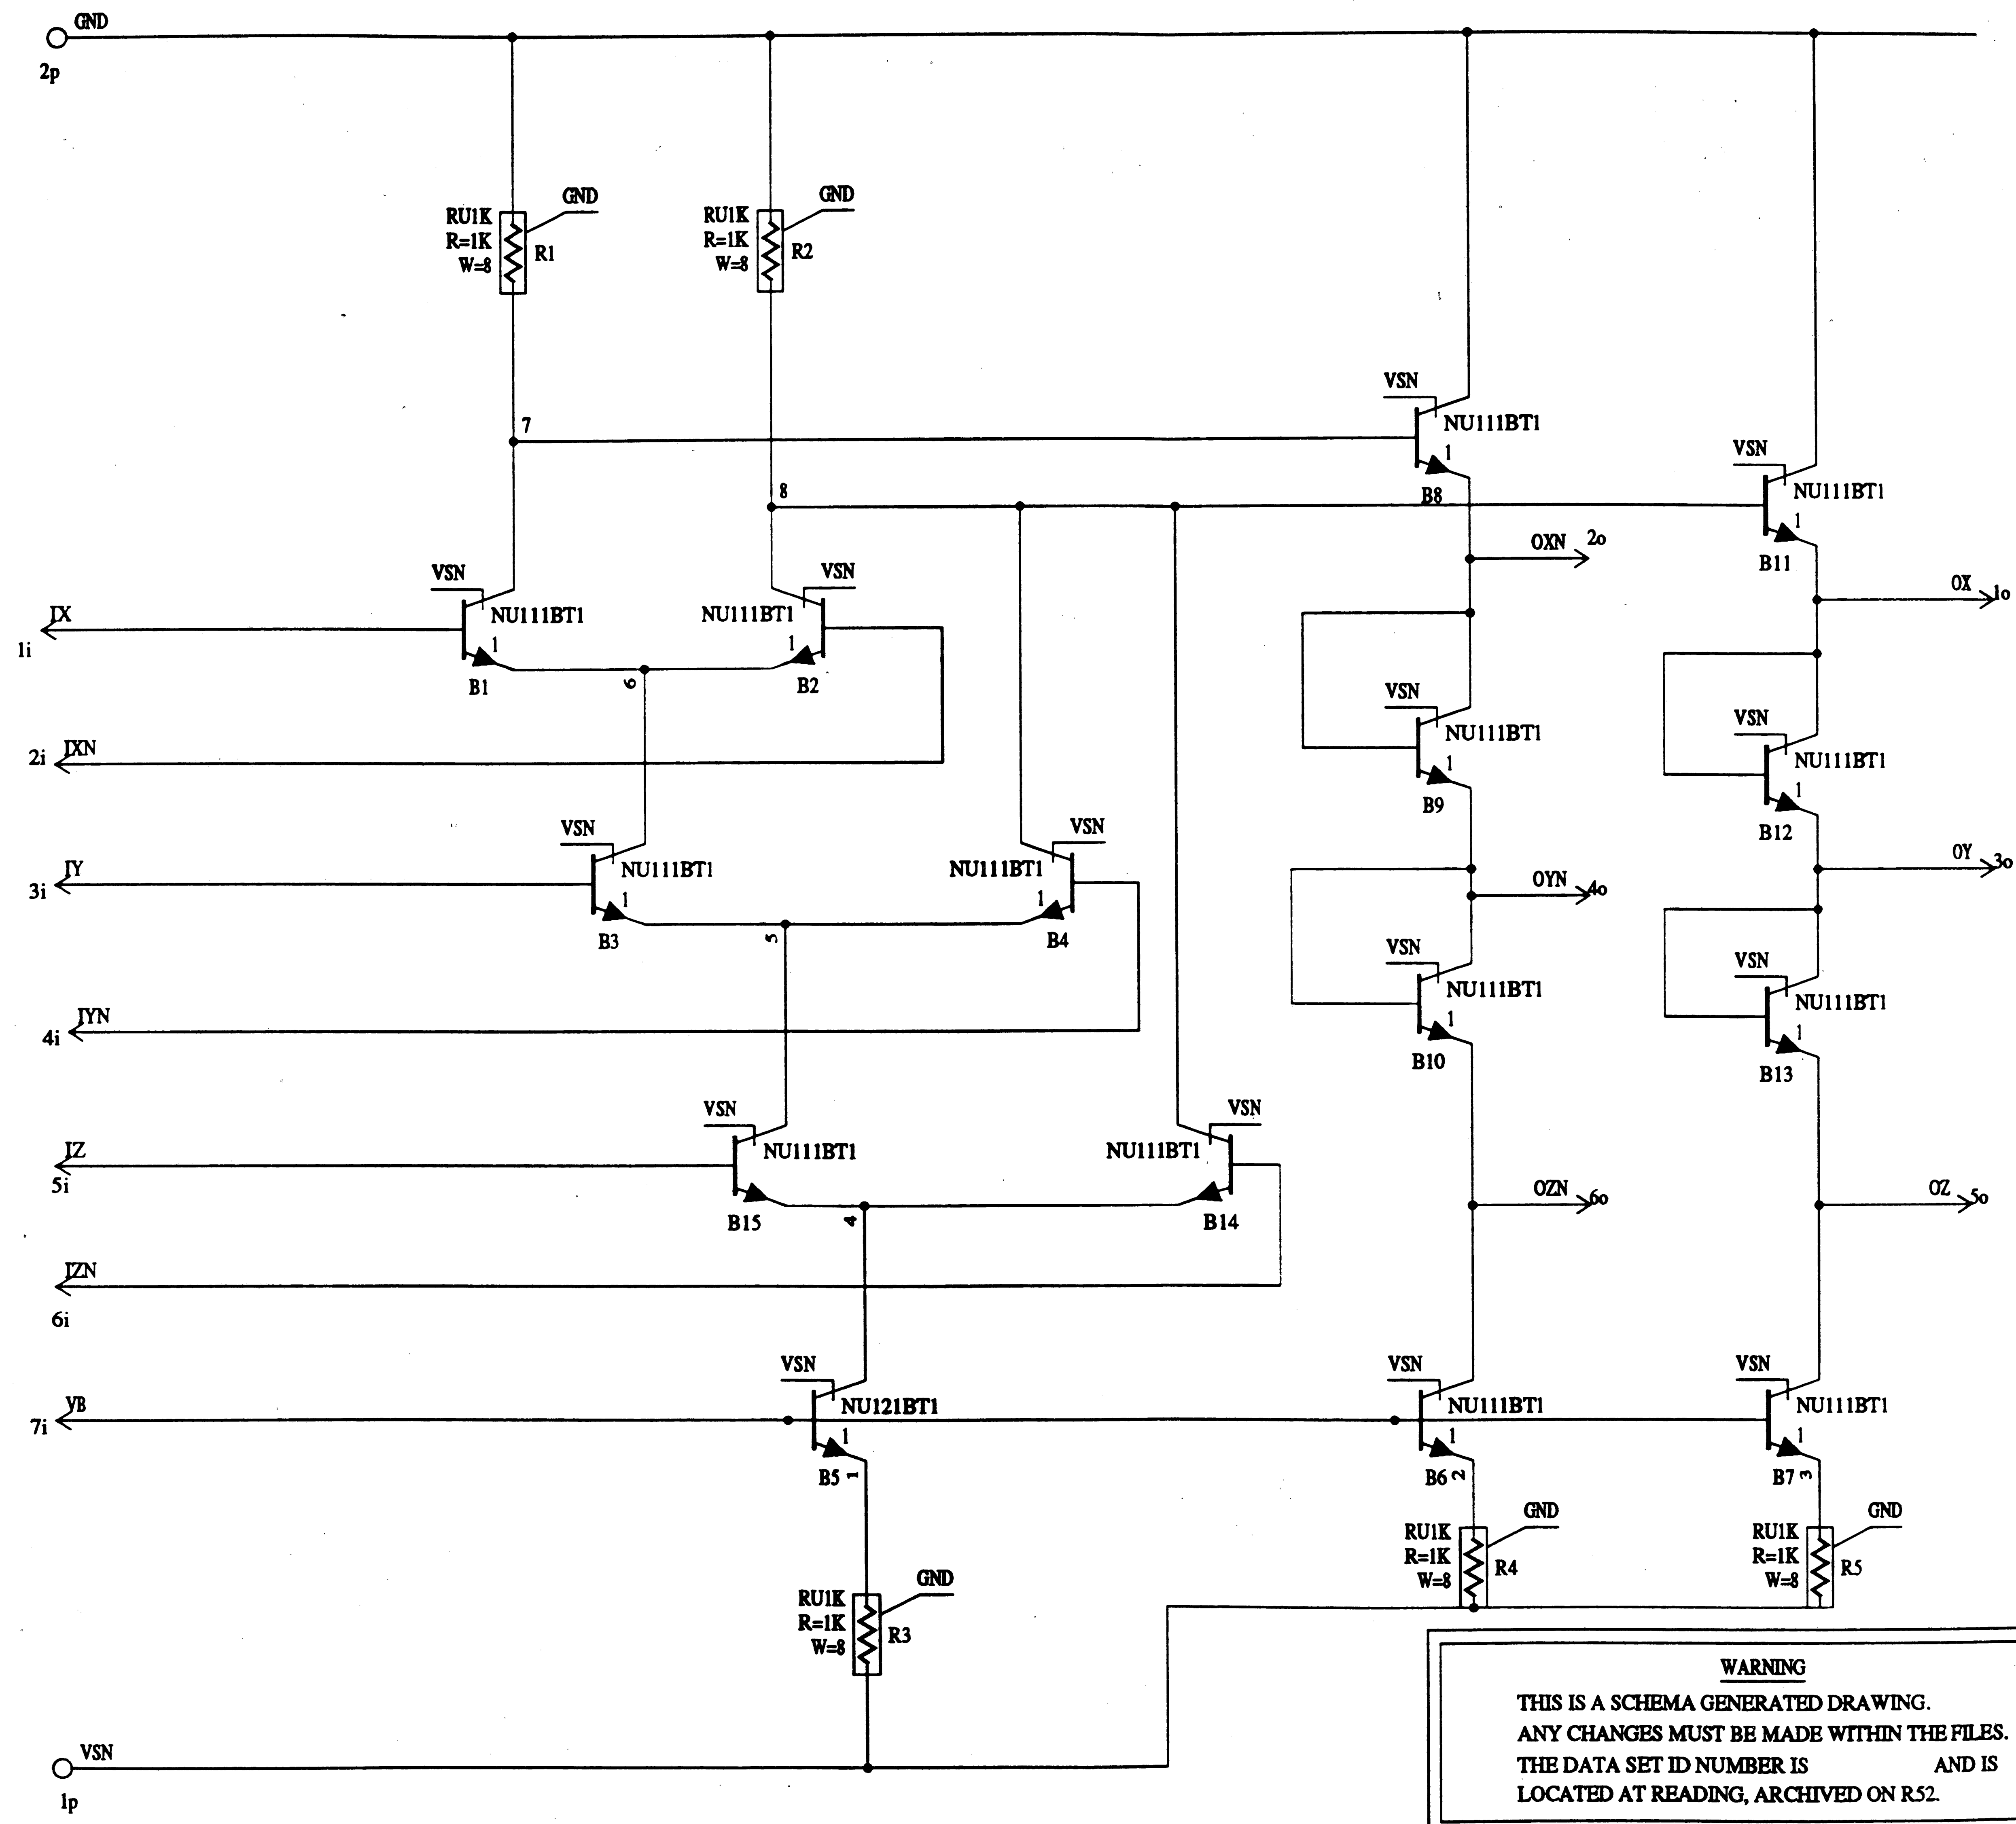 GND
2p
GND
GND
RU1K
R=1K
W=8
R1
RU1K
R=1K
W=8
R2
VSN
NU111BT1
1
B8
7
VSN
NU111BT1
1
B11
8
OXN
2o
OX
1o
VSN
NU111BT1
1
B1
VSN
NU111BT1
1
B2
IX
1i
6
IXN
2i
VSN
NU111BT1
1
B9
VSN
NU111BT1
1
B12
VSN
NU111BT1
1
B3
VSN
NU111BT1
1
B4
IY
3i
5
OYN
4o
OY
3o
IYN
4i
VSN
NU111BT1
1
B10
VSN
NU111BT1
1
B13
VSN
NU111BT1
1
B15
VSN
NU111BT1
1
B14
IZ
5i
4
OZN
6o
OZ
5o
IZN
6i
VB
7i
VSN
NU121BT1
1
B5
1
VSN
NU111BT1
1
B6
2
VSN
NU111BT1
1
B7
3
GND
RU1K
R=1K
W=8
R4
GND
RU1K
R=1K
W=8
R5
GND
RU1K
R=1K
W=8
R3
VSN
1p
WARNING
THIS IS A SCHEMA GENERATED DRAWING.
ANY CHANGES MUST BE MADE WITHIN THE FILES.
THE DATA SET ID NUMBER IS AND IS
LOCATED AT READING, ARCHIVED ON R52.